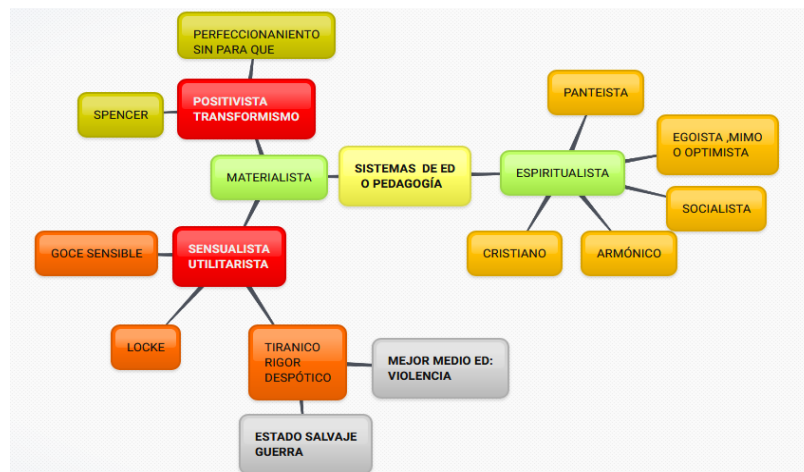 PERFECCIONANIENTO
SIN PARA QUE
POSITIVISTA
TRANSFORMISMO
SPENCER
MATERIALISTA
SISTEMAS DE ED
O PEDAGOGÍA
ESPIRITUALISTA
PANTEISTA
EGOISTA ,MIMO
O OPTIMISTA
SOCIALISTA
ARMÓNICO
CRISTIANO
SENSUALISTA
UTILITARISTA
GOCE SENSIBLE
LOCKE
TIRANICO
RIGOR
DESPÓTICO
MEJOR MEDIO ED:
VIOLENCIA
ESTADO SALVAJE
GUERRA